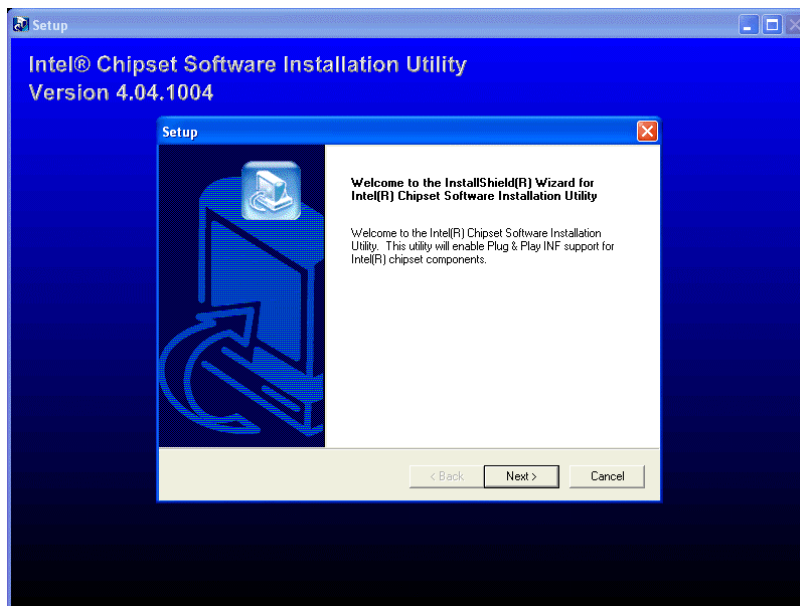 Setup
Intel® Chipset Software Installation Utility
Version 4.04.1004
Setup
Welcome to the InstallShield(R) Wizard for
Intel(R) Chipset Software Installation Utility
Welcome to the Intel(R) Chipset Software Installation
Utility. This utility will enable Plug & Play INF support for
Intel(R) chipset components.
< Back
Next >
Cancel